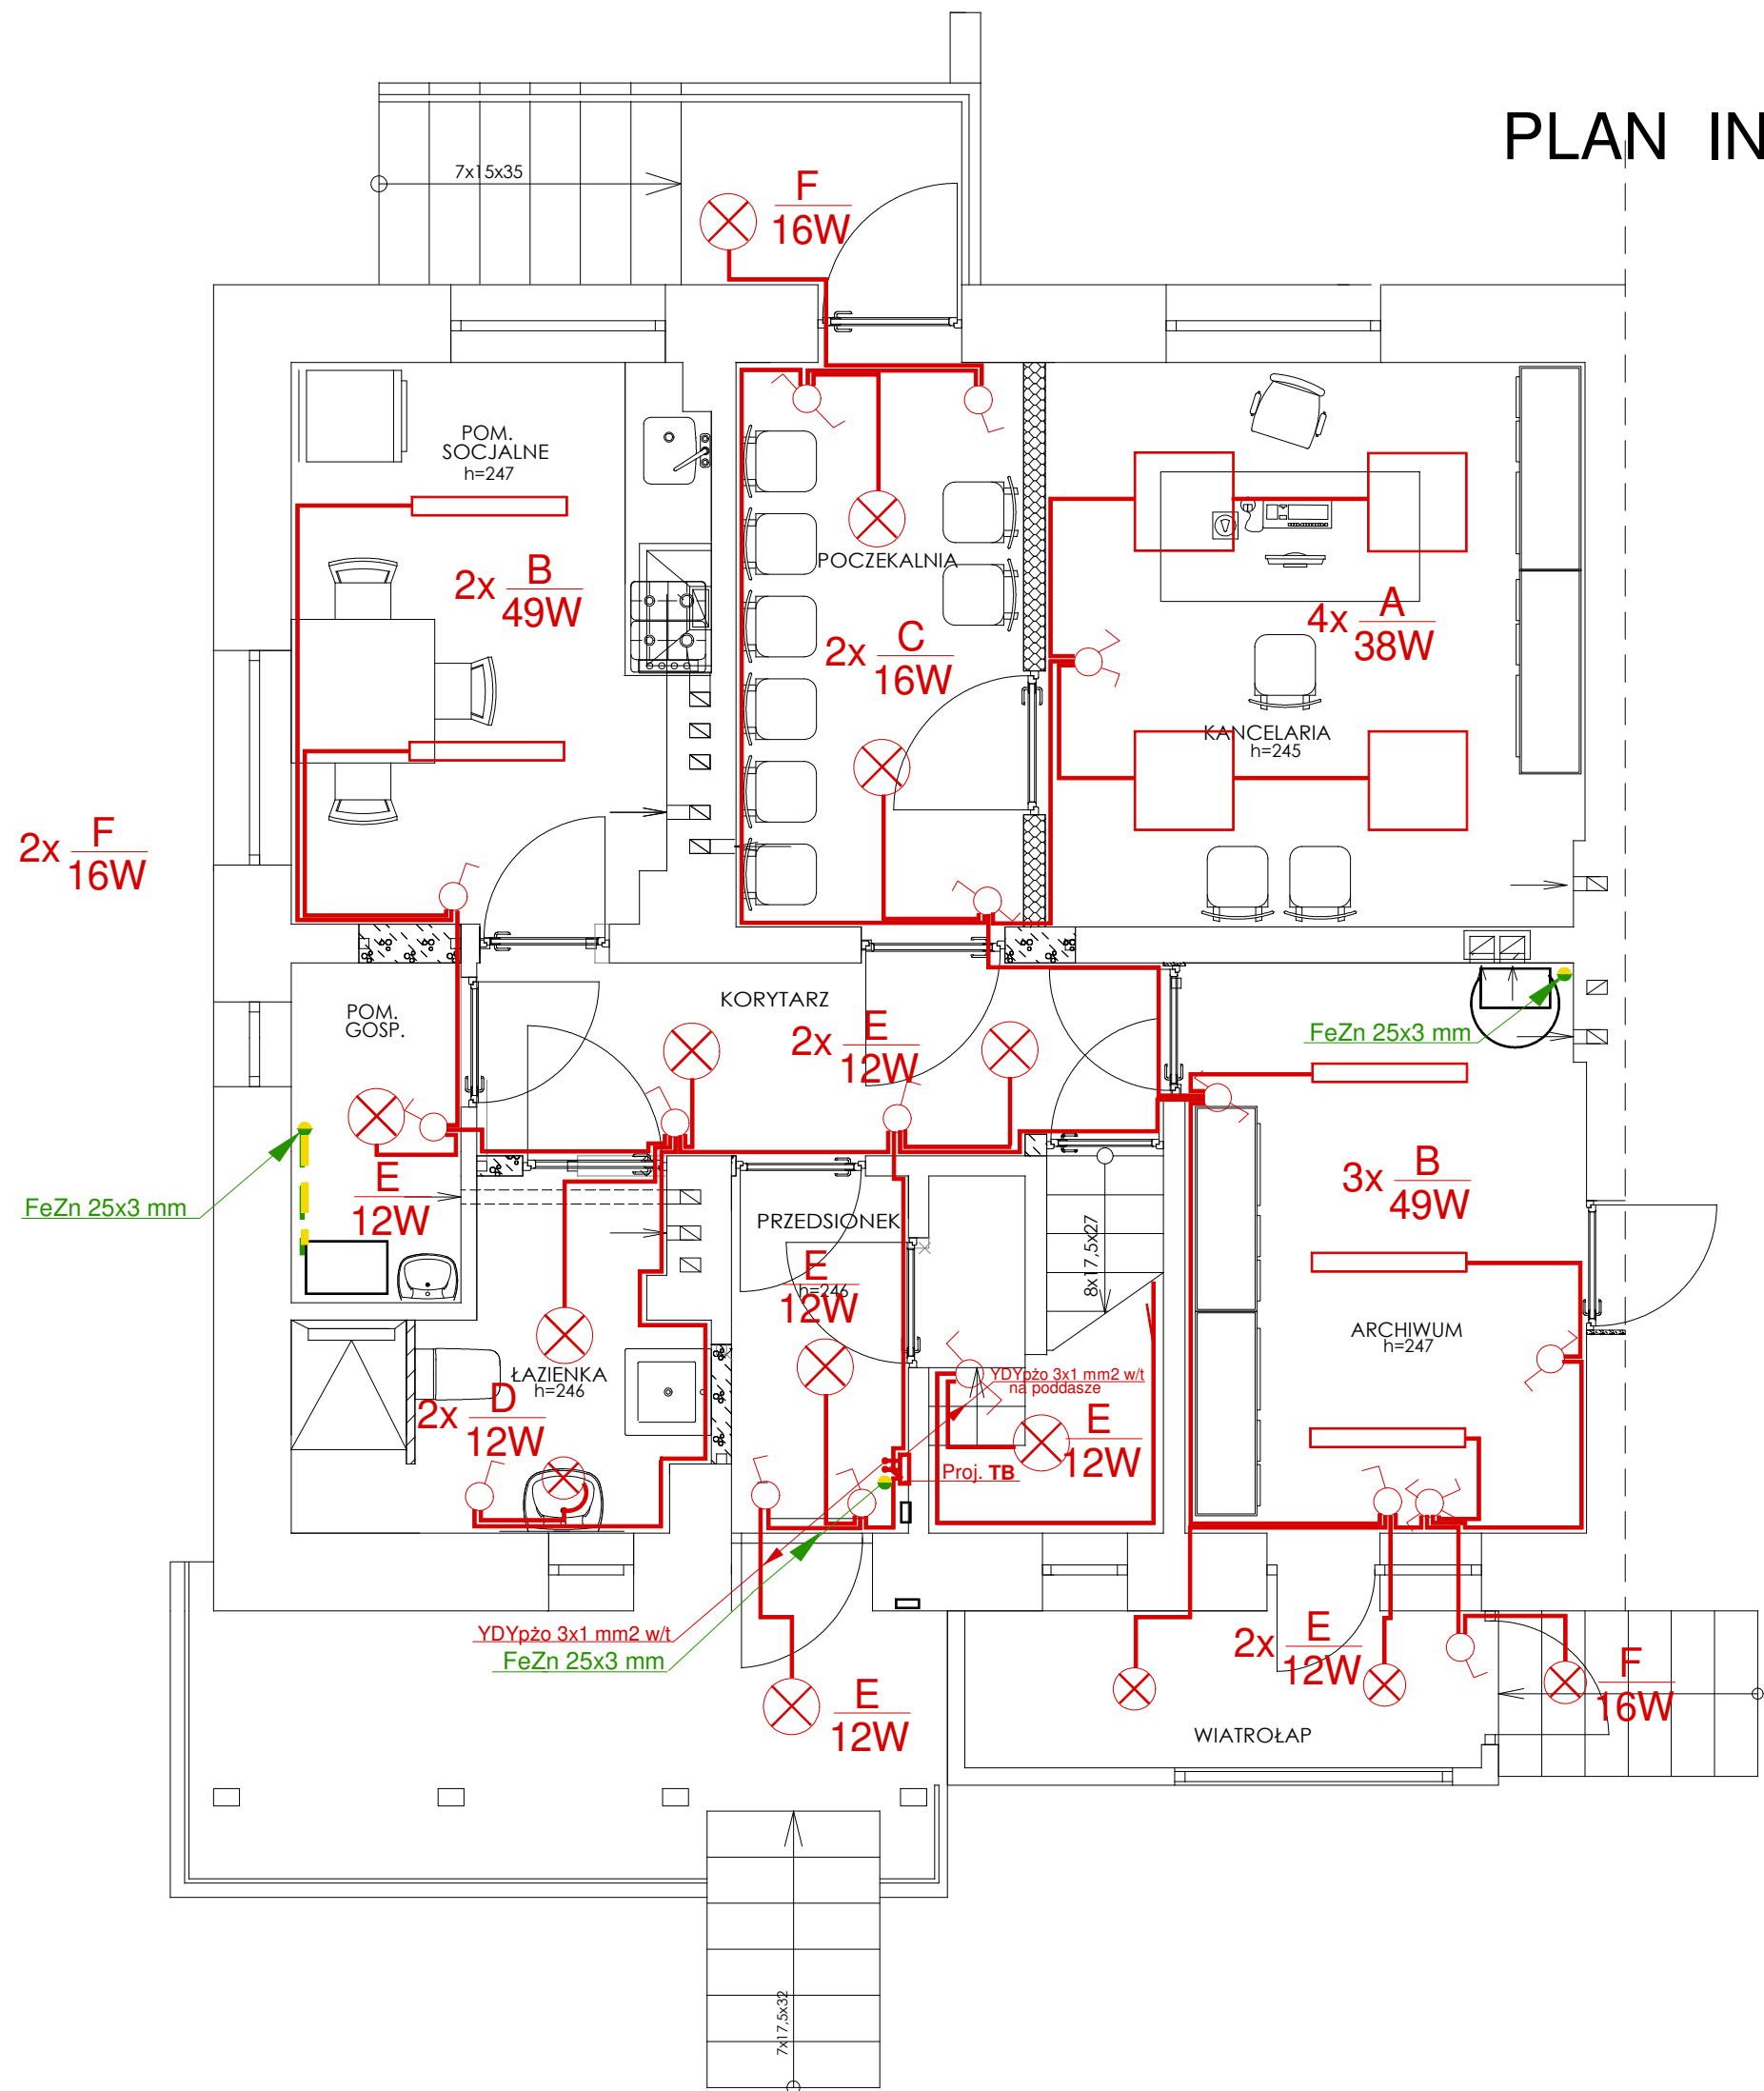 PLAN IN
7x15x35
F
16W
POM.
SOCJALNE
h=247
2x B
49W
POCZEKALNIA
2x C
16W
4x A
38W
KANCELARIA
h=245
2x F
16W
POM.
GOSP.
KORYTARZ
2x E
12W
FeZn 25x3 mm
E
12W
FeZn 25x3 mm
PRZEDSIONEK
E
h=246
12W
8x17,5x27
3x B
49W
ARCHIWUM
h=247
ŁAZIENKA
h=246
2x D
12W
YDYpżo 3x1 mm2 w/t
na poddasze
E
12W
Proj. TB
YDYpżo 3x1 mm2 w/t
FeZn 25x3 mm
E
12W
2x E
12W
F
16W
WIATROŁAP
7x17,5x32